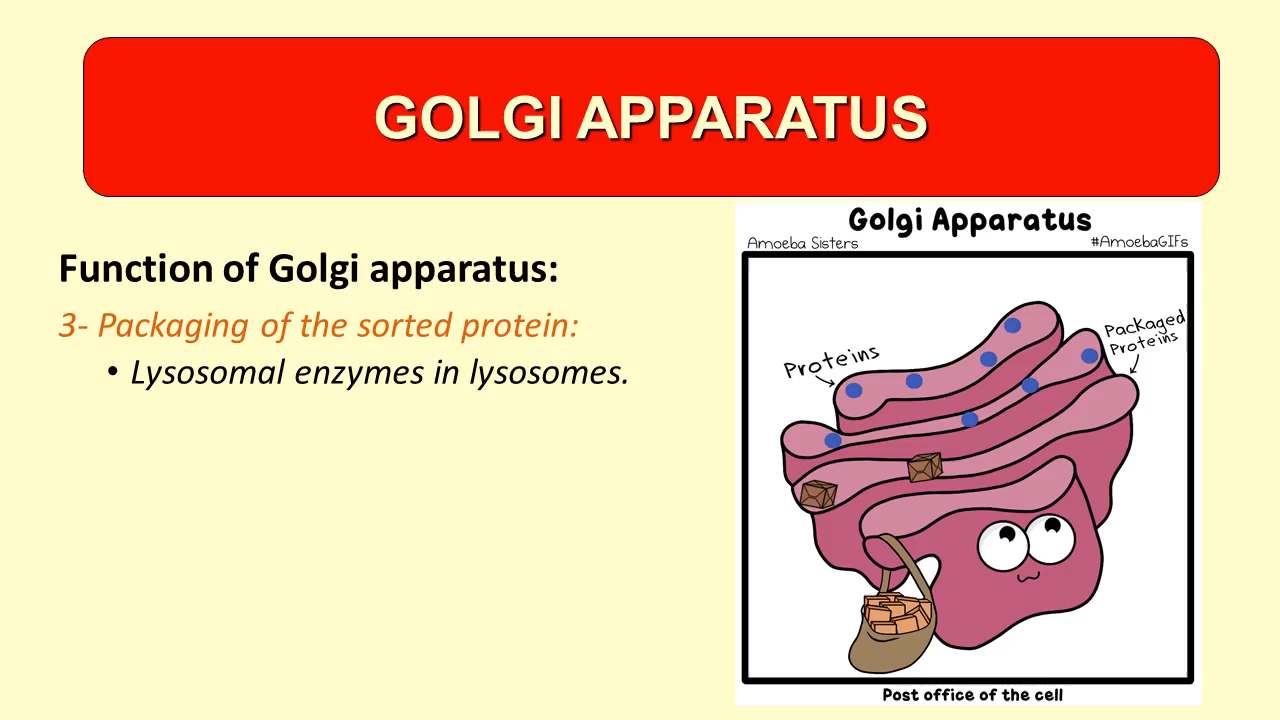 GOLGI APPARATUS
Function of Golgi apparatus:
3- Packaging of the sorted protein:
• Lysosomal enzymes in lysosomes.
Golgi Apparatus
Amoeba Sisters #AmoebaGIFs
Proteins
Packaged
Proteins
Post office of the cell